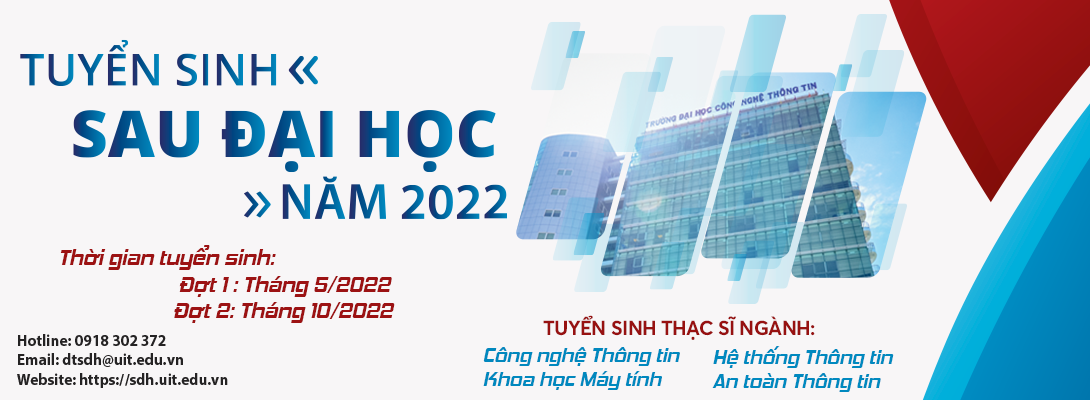 TUYỂN SINH «
SAU ĐẠI HỌC
» NĂM 2022
TRƯỜNG ĐẠI HỌC CÔNG NGHỆ THÔNG TIN
Thời gian tuyển sinh:
Đợt 1 : Tháng 5/2022
Đợt 2: Tháng 10/2022
Hotline: 0918 302 372
Email: dtsdh@uit.edu.vn
Website: https://sdh.uit.edu.vn
TUYỂN SINH THẠC SĨ NGÀNH:
Công nghệ Thông tin
Khoa học Máy tính
Hệ thống Thông tin
An toàn Thông tin